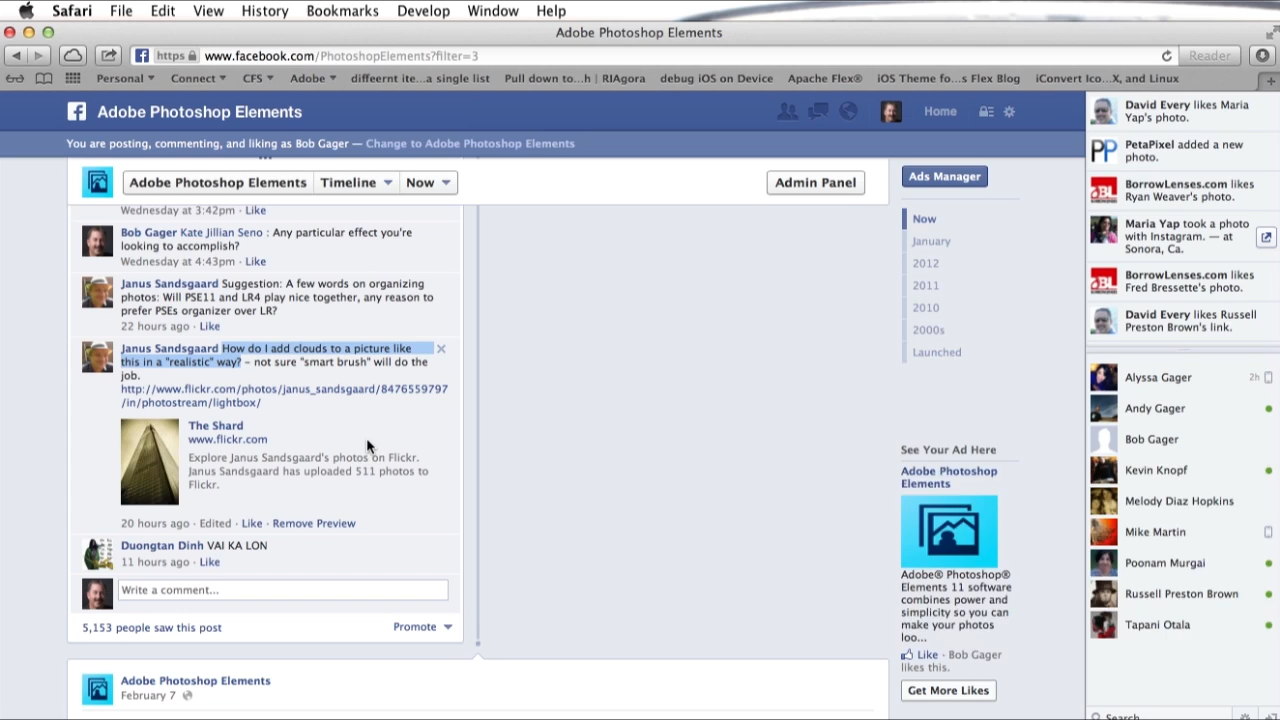 Safari File Edit View History Bookmarks Develop Window Help
Adobe Photoshop Elements
https www.facebook.com/PhotoshopElements?filter=3
Reader
Personal Connect CFS Adobe differnt ite...a single list Pull down to...h | RIAgora debug iOS on Device Apache Flex® iOS Theme fo...s Flex Blog iConvert Ico...X, and Linux
Adobe Photoshop Elements
Home
You are posting, commenting, and liking as Bob Gager — Change to Adobe Photoshop Elements
Adobe Photoshop Elements Timeline Now
Admin Panel
Wednesday at 3:42pm · Like
Bob Gager Kate Jillian Seno : Any particular effect you're
looking to accomplish?
Wednesday at 4:43pm · Like
Janus Sandsgaard Suggestion: A few words on organizing
photos: Will PSE11 and LR4 play nice together, any reason to
prefer PSEs organizer over LR?
22 hours ago · Like
Janus Sandsgaard How do I add clouds to a picture like
this in a "realistic" way? – not sure "smart brush" will do the
job.
http://www.flickr.com/photos/janus_sandsgaard/8476559797
/in/photostream/lightbox/
The Shard
www.flickr.com
Explore Janus Sandsgaard's photos on Flickr.
Janus Sandsgaard has uploaded 511 photos to
Flickr.
20 hours ago · Edited · Like · Remove Preview
Duongtan Dinh VAI KA LON
11 hours ago · Like
Write a comment...
5,153 people saw this post
Promote
Adobe Photoshop Elements
February 7
Ads Manager
Now
January
2012
2011
2010
2000s
Launched
See Your Ad Here
Adobe Photoshop
Elements
Adobe® Photoshop®
Elements 11 software
combines power and
simplicity so you can
make your photos
loo...
Like · Bob Gager
likes this.
Get More Likes
David Every likes Maria
Yap's photo.
PP
PetaPixel added a new
photo.
BL
BorrowLenses.com likes
Ryan Weaver's photo.
Maria Yap took a photo
with Instagram. — at
Sonora, Ca.
BL
BorrowLenses.com likes
Fred Bressette's photo.
David Every likes Russell
Preston Brown's link.
Alyssa Gager 2h
Andy Gager
Bob Gager
Kevin Knopf
Melody Diaz Hopkins
Mike Martin
Poonam Murgai
Russell Preston Brown
Tapani Otala
Search